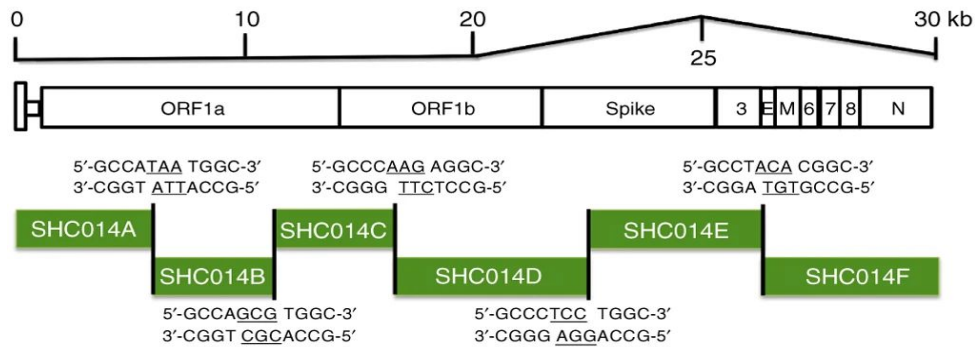 0 10 20 30 kb
25
ORF1a ORF1b Spike 3 E M 6 7 8 N
5′-GCCATAA TGGC-3′ 5′-GCCCAAG AGGC-3′ 5′-GCCTACA CGGC-3′
3′-CGGT ATTACCG-5′ 3′-CGGG TTCTCCG-5′ 3′-CGGA TGTGCCG-5′
SHC014A SHC014C SHC014E
SHC014B SHC014D SHC014F
5′-GCCAGCG TGGC-3′ 5′-GCCCTCC TGGC-3′
3′-CGGT CGCACCG-5′ 3′-CGGG AGGACCG-5′